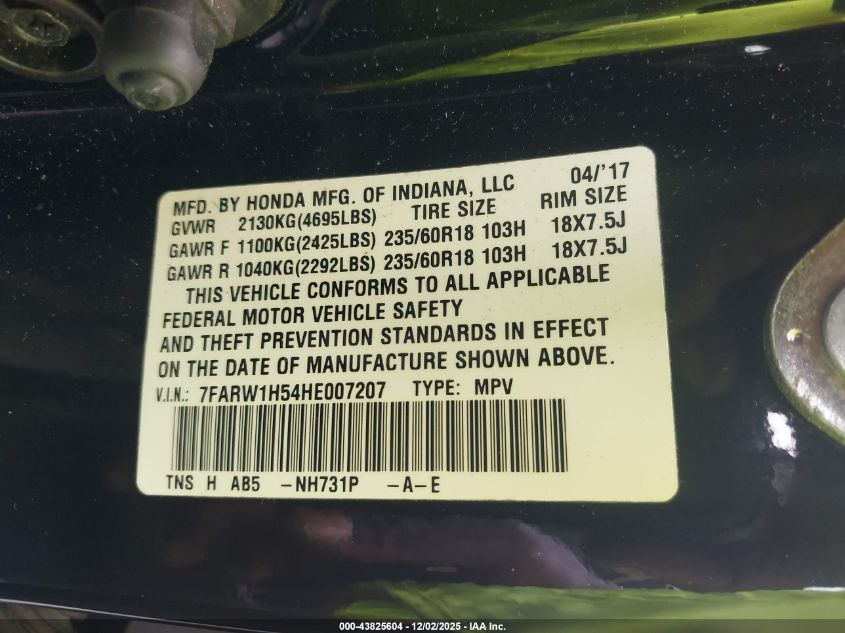 MFD. BY HONDA MFG. OF INDIANA, LLC 04/'17
GVWR 2130KG(4695LBS) TIRE SIZE RIM SIZE
GAWR F 1100KG(2425LBS) 235/60R18 103H 18X7.5J
GAWR R 1040KG(2292LBS) 235/60R18 103H 18X7.5J
THIS VEHICLE CONFORMS TO ALL APPLICABLE
FEDERAL MOTOR VEHICLE SAFETY
AND THEFT PREVENTION STANDARDS IN EFFECT
ON THE DATE OF MANUFACTURE SHOWN ABOVE.
V.I.N.: 7FARW1H54HE007207 TYPE: MPV
TNS H AB5 -NH731P -A-E
000-43825604 - 12/02/2025 - IAA Inc.